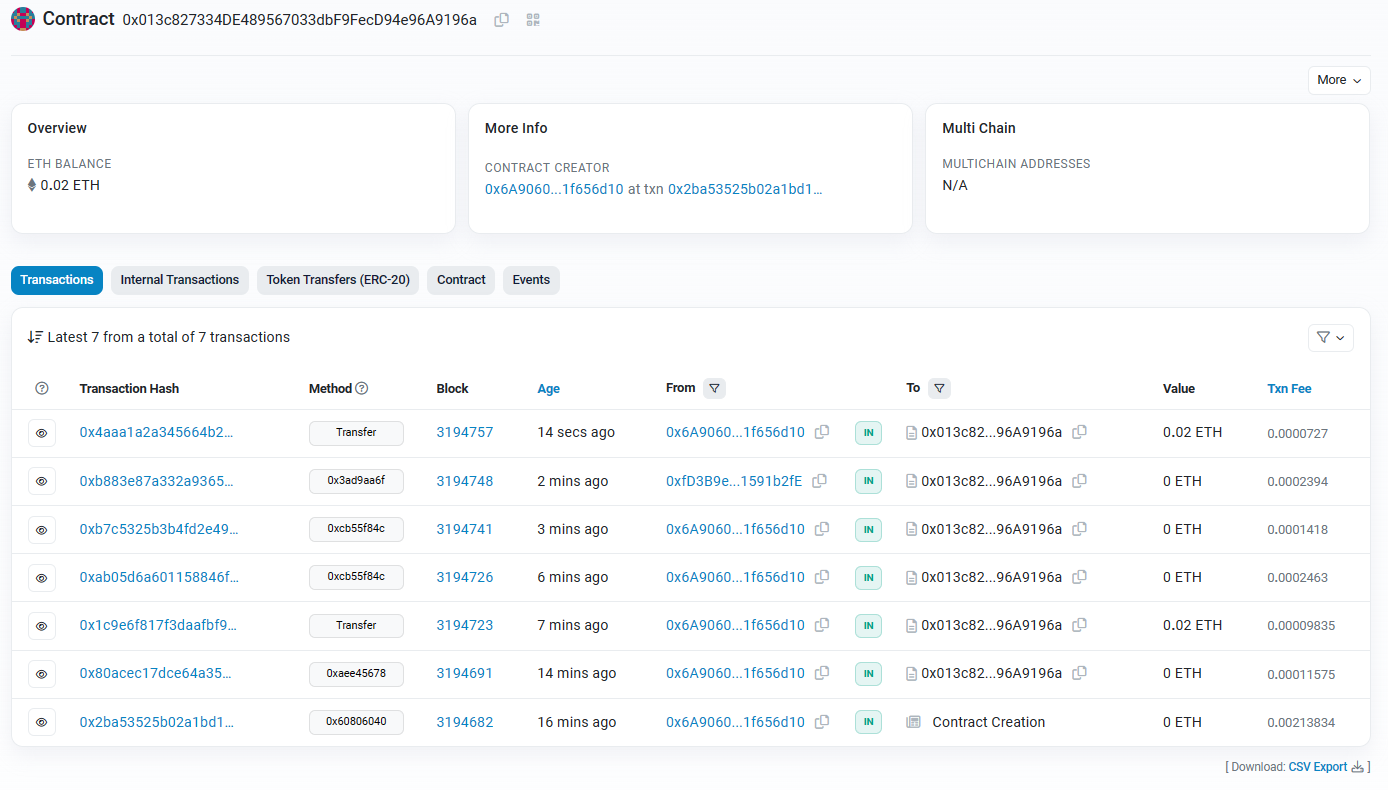 Contract 0x013c827334DE489567033dbF9FecD94e96A9196a
More
Overview
ETH BALANCE
0.02 ETH
More Info
CONTRACT CREATOR
0x6A9060...1f656d10 at txn 0x2ba53525b02a1bd1...
Multi Chain
MULTICHAIN ADDRESSES
N/A
Transactions Internal Transactions Token Transfers (ERC-20) Contract Events
Latest 7 from a total of 7 transactions
Transaction Hash Method Block Age From To Value Txn Fee
0x4aaa1a2a345664b2... Transfer 3194757 14 secs ago 0x6A9060...1f656d10 IN 0x013c82...96A9196a 0.02 ETH 0.0000727
0xb883e87a332a9365... 0x3ad9aa6f 3194748 2 mins ago 0xfD3B9e...1591b2fE IN 0x013c82...96A9196a 0 ETH 0.0002394
0xb7c5325b3b4fd2e49... 0xcb55f84c 3194741 3 mins ago 0x6A9060...1f656d10 IN 0x013c82...96A9196a 0 ETH 0.0001418
0xab05d6a601158846f... 0xcb55f84c 3194726 6 mins ago 0x6A9060...1f656d10 IN 0x013c82...96A9196a 0 ETH 0.0002463
0x1c9e6f817f3daafbf9... Transfer 3194723 7 mins ago 0x6A9060...1f656d10 IN 0x013c82...96A9196a 0.02 ETH 0.00009835
0x80acec17dce64a35... 0xaee45678 3194691 14 mins ago 0x6A9060...1f656d10 IN 0x013c82...96A9196a 0 ETH 0.00011575
0x2ba53525b02a1bd1... 0x60806040 3194682 16 mins ago 0x6A9060...1f656d10 IN Contract Creation 0 ETH 0.00213834
[ Download: CSV Export ]